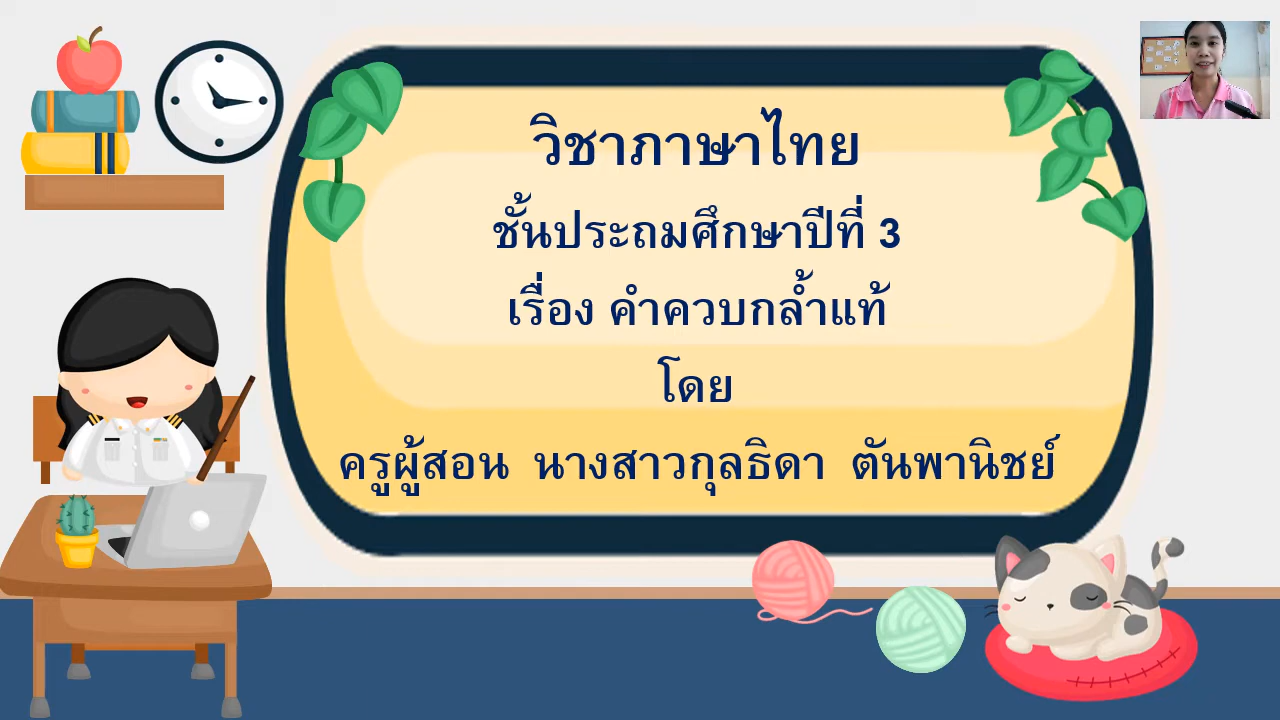 วิชาภาษาไทย
ชั้นประถมศึกษาปีที่ 3
เรื่อง คำควบกล้ำแท้
โดย
ครูผู้สอน นางสาวกุลธิดา ตันพานิชย์